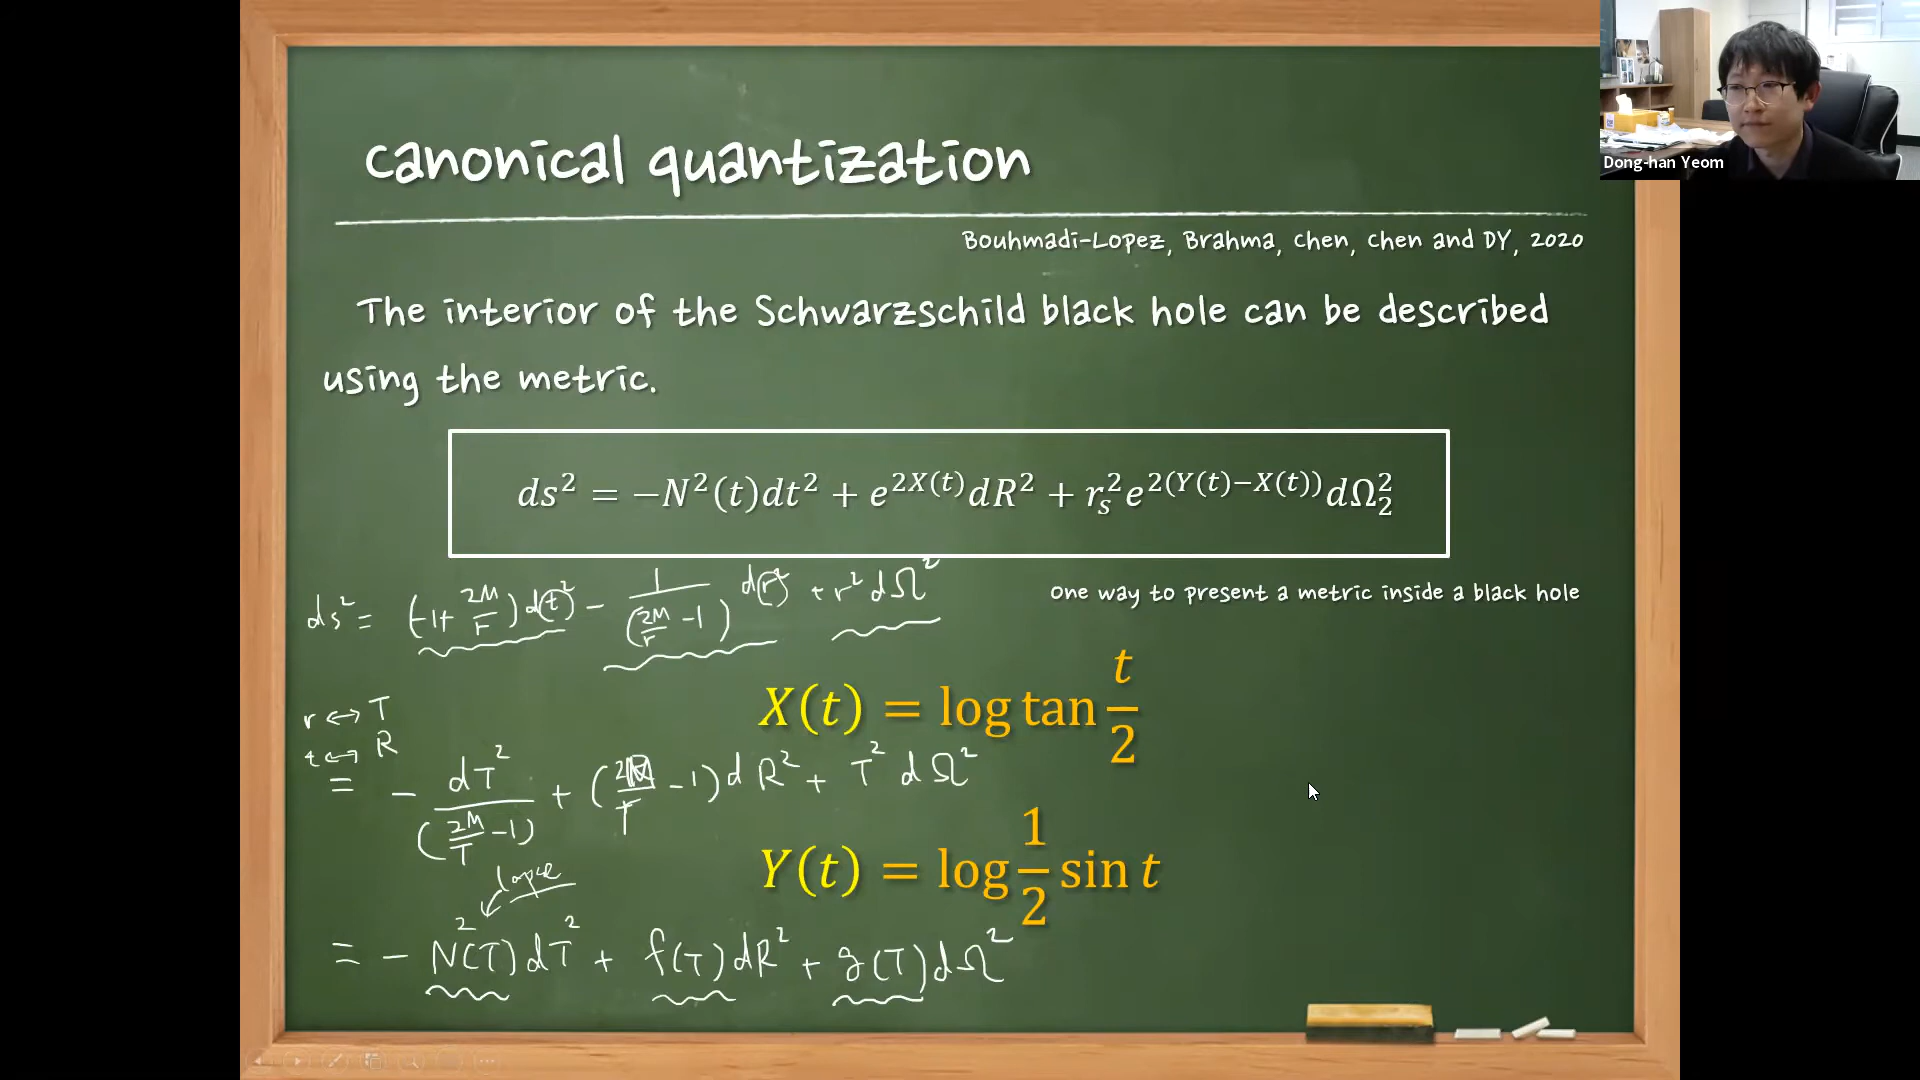 canonical quantization
Dong-han Yeom
Bouhmadi-Lopez, Brahma, Chen, Chen and DY, 2020
The interior of the Schwarzschild black hole can be described
using the metric.
ds² = −N²(t)dt² + e^{2X(t)}dR² + r_s² e^{2(Y(t)−X(t))}dΩ₂²
One way to present a metric inside a black hole
ds² = (-1+ 2M/r) dt² − 1/(2M/r −1) dr² + r² dΩ²
X(t) = log tan t/2
r ↔ T
t ↔ R
= − dT²/(2M/T −1) + (2M/T −1) dR² + T² dΩ²
Y(t) = log 1/2 sin t
lapse
= − N²(T) dT² + f(T) dR² + g(T) dΩ²